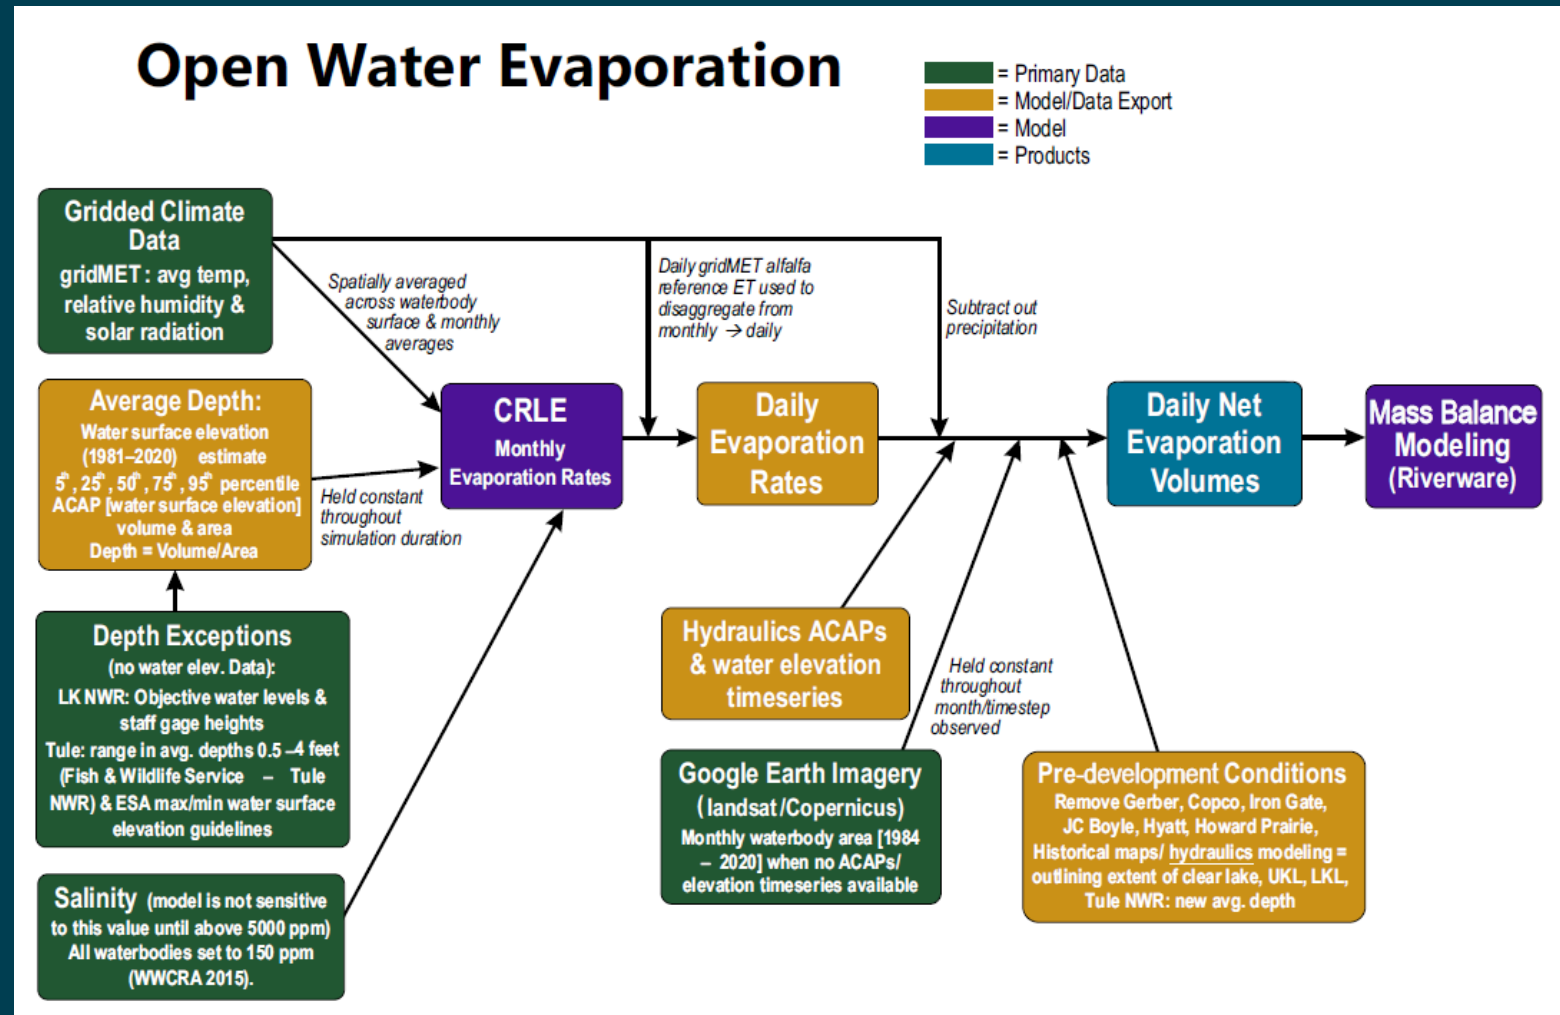 Open Water Evaporation
= Primary Data
= Model/Data Export
= Model
= Products
Gridded Climate
Data
gridMET : avg temp,
relative humidity &
solar radiation
Spatially averaged
across waterbody
surface & monthly
averages
Daily gridMET alfalfa
reference ET used to
disaggregate from
monthly → daily
Subtract out
precipitation
Average Depth:
Water surface elevation
(1981–2020) estimate
5th, 25th, 50th, 75th, 95th percentile
ACAP [water surface elevation]
volume & area
Depth = Volume/Area
Held constant
throughout
simulation duration
CRLE
Monthly
Evaporation Rates
Daily
Evaporation
Rates
Daily Net
Evaporation
Volumes
Mass Balance
Modeling
(Riverware)
Depth Exceptions
(no water elev. Data):
LK NWR: Objective water levels &
staff gage heights
Tule: range in avg. depths 0.5 –4 feet
(Fish & Wildlife Service – Tule
NWR) & ESA max/min water surface
elevation guidelines
Salinity (model is not sensitive
to this value until above 5000 ppm)
All waterbodies set to 150 ppm
(WWCRA 2015).
Hydraulics ACAPs
& water elevation
timeseries
Held constant
throughout
month/timestep
observed
Google Earth Imagery
(landsat/Copernicus)
Monthly waterbody area [1984
– 2020] when no ACAPs/
elevation timeseries available
Pre-development Conditions
Remove Gerber, Copco, Iron Gate,
JC Boyle, Hyatt, Howard Prairie,
Historical maps/ hydraulics modeling =
outlining extent of clear lake, UKL, LKL,
Tule NWR: new avg. depth